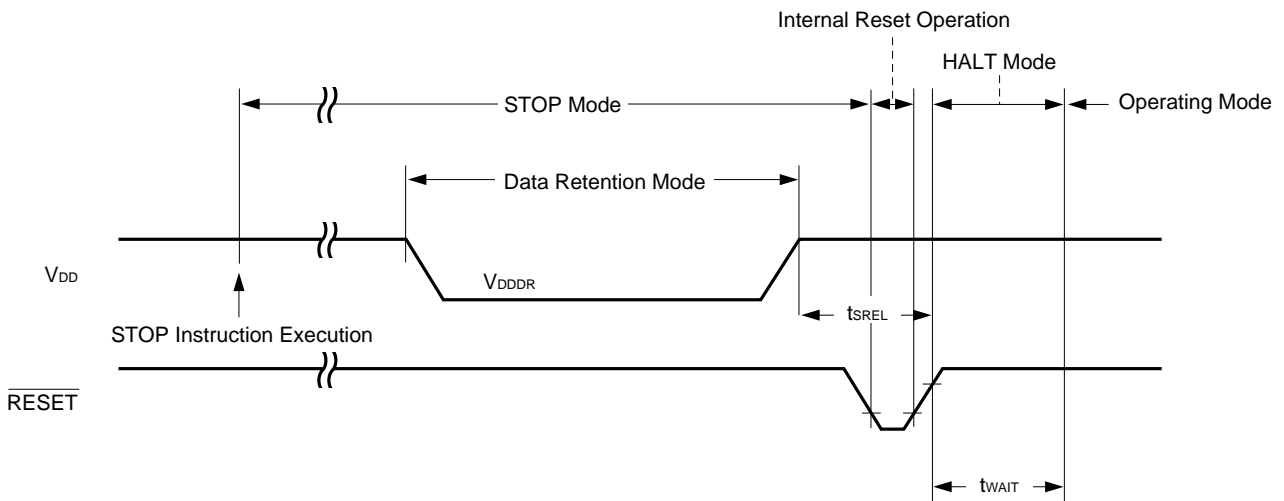 Internal Reset Operation
HALT Mode
STOP Mode
Operating Mode
Data Retention Mode
VDD
VDDDR
tSREL
STOP Instruction Execution
RESET
tWAIT